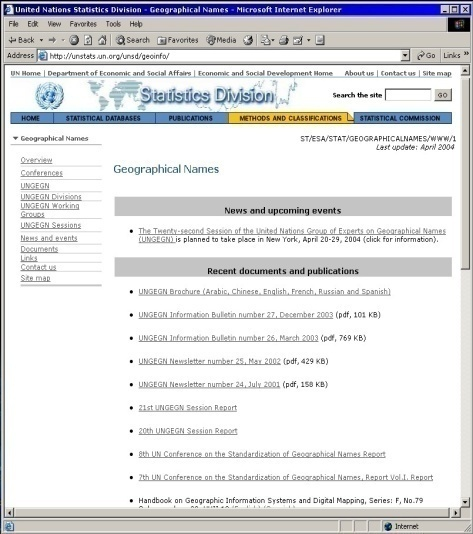 United Nations Statistics Division - Geographical Names - Microsoft Internet Explorer
File Edit View Favorites Tools Help
Back Search Favorites Media
Address http://unstats.un.org/unsd/geoinfo/ Go Links »
UN Home | Department of Economic and Social Affairs | Economic and Social Development Home About us | Contact us | Site map
Statistics Division
Search the site GO
HOME STATISTICAL DATABASES PUBLICATIONS METHODS AND CLASSIFICATIONS STATISTICAL COMMISSION
Geographical Names
ST/ESA/STAT/GEOGRAPHICALNAMES/WWW/1
Last update: April 2004
Overview
Conferences
UNGEGN
UNGEGN Divisions
UNGEGN Working
Groups
UNGEGN Sessions
News and events
Documents
Links
Contact us
Site map
Geographical Names
News and upcoming events
• The Twenty-second Session of the United Nations Group of Experts on Geographical Names
(UNGEGN) is planned to take place in New York, April 20-29, 2004 (click for information).
Recent documents and publications
• UNGEGN Brochure (Arabic, Chinese, English, French, Russian and Spanish)
• UNGEGN Information Bulletin number 27, December 2003 (pdf, 101 KB)
• UNGEGN Information Bulletin number 26, March 2003 (pdf, 769 KB)
• UNGEGN Newsletter number 25, May 2002 (pdf, 429 KB)
• UNGEGN Newsletter number 24, July 2001 (pdf, 158 KB)
• 21st UNGEGN Session Report
• 20th UNGEGN Session Report
• 8th UN Conference on the Standardization of Geographical Names Report
• 7th UN Conference on the Standardization of Geographical Names, Report Vol.I. Report
• Handbook on Geographic Information Systems and Digital Mapping, Series: F, No.79
Internet